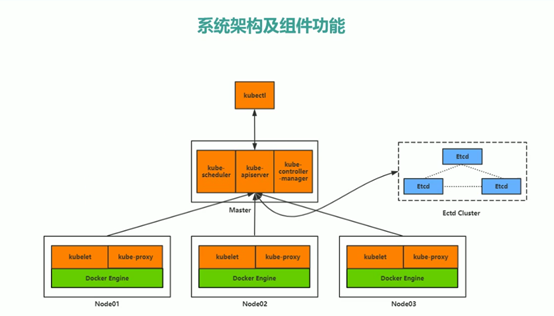 系统架构及组件功能
kubectl
kube-
scheduler
kube-
apiserver
kube-
controller
-manager
Master
Etcd
Etcd
Etcd
Ectd Cluster
kubelet
kube-proxy
Docker Engine
Node01
kubelet
kube-proxy
Docker Engine
Node02
kubelet
kube-proxy
Docker Engine
Node03